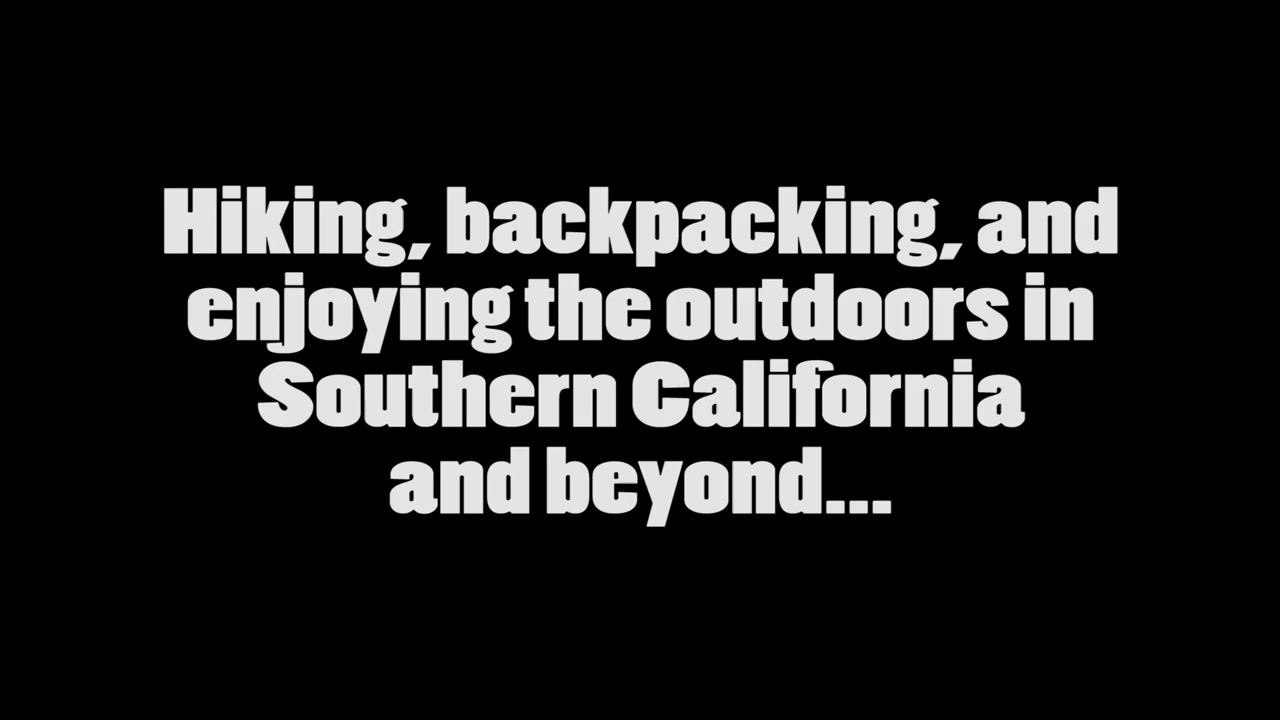 Hiking, backpacking, and
enjoying the outdoors in
Southern California
and beyond...